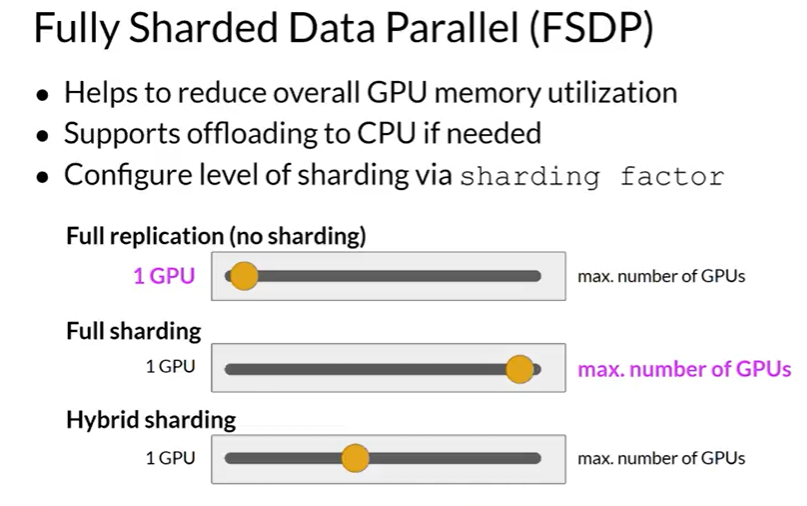 Fully Sharded Data Parallel (FSDP)
• Helps to reduce overall GPU memory utilization
• Supports offloading to CPU if needed
• Configure level of sharding via sharding factor
Full replication (no sharding)
1 GPU max. number of GPUs
Full sharding
1 GPU max. number of GPUs
Hybrid sharding
1 GPU max. number of GPUs